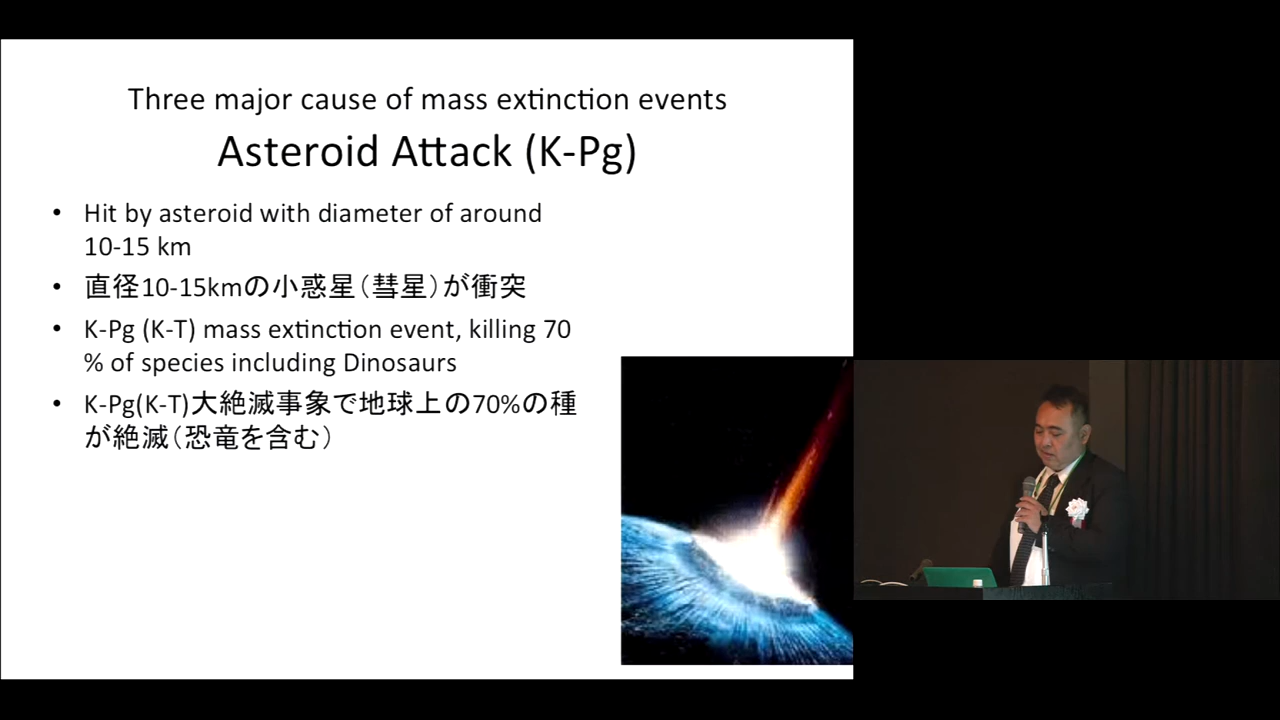 Three major cause of mass extinction events
Asteroid Attack (K-Pg)
• Hit by asteroid with diameter of around
10-15 km
• 直径10-15kmの小惑星（彗星）が衝突
• K-Pg (K-T) mass extinction event, killing 70
% of species including Dinosaurs
• K-Pg(K-T)大絶滅事象で地球上の70%の種
が絶滅（恐竜を含む）